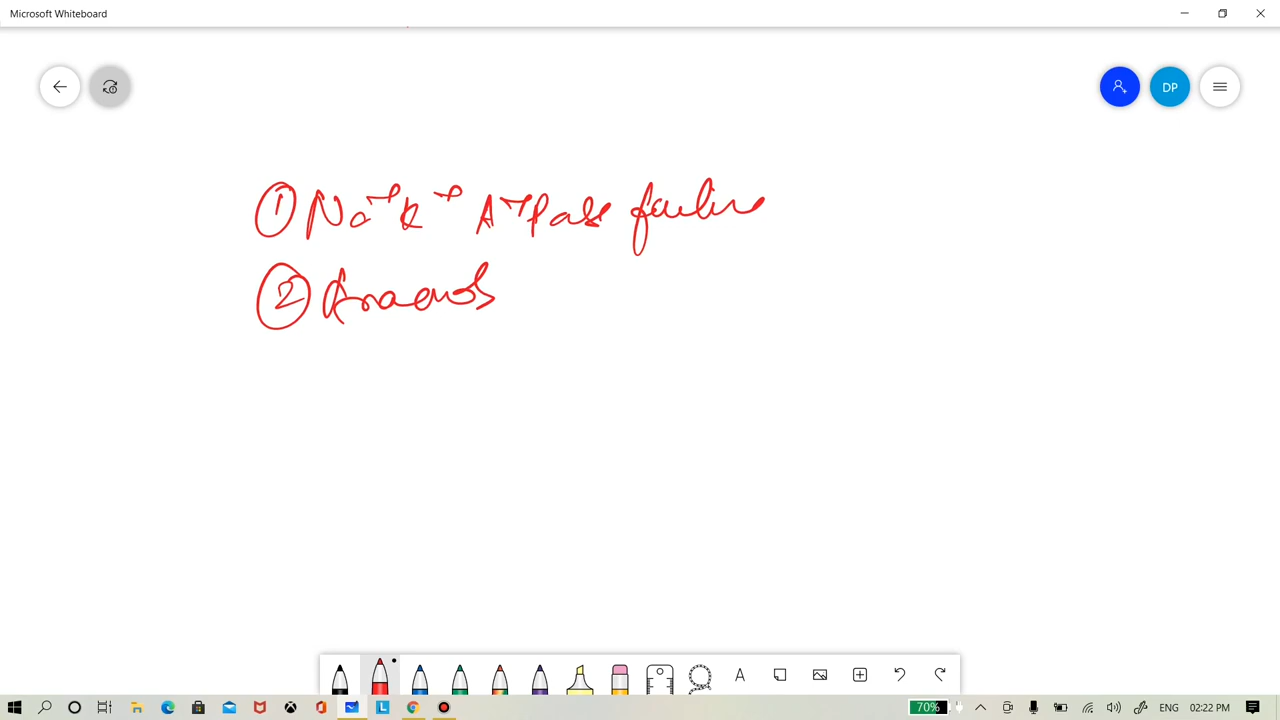 Microsoft Whiteboard
DP
① Na⁺K⁺ ATPase failure
②
A
70%
ENG
02:22 PM